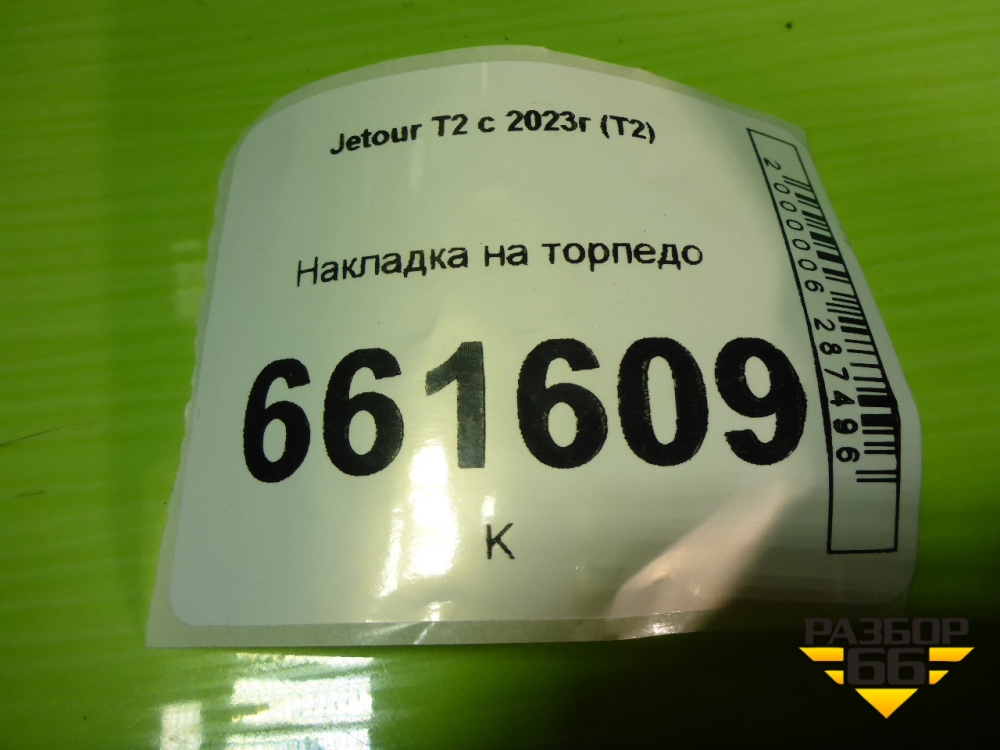 Jetour T2 с 2023г (T2)
Накладка на торпедо
661609
К
2000006287496
РАЗБОР
66